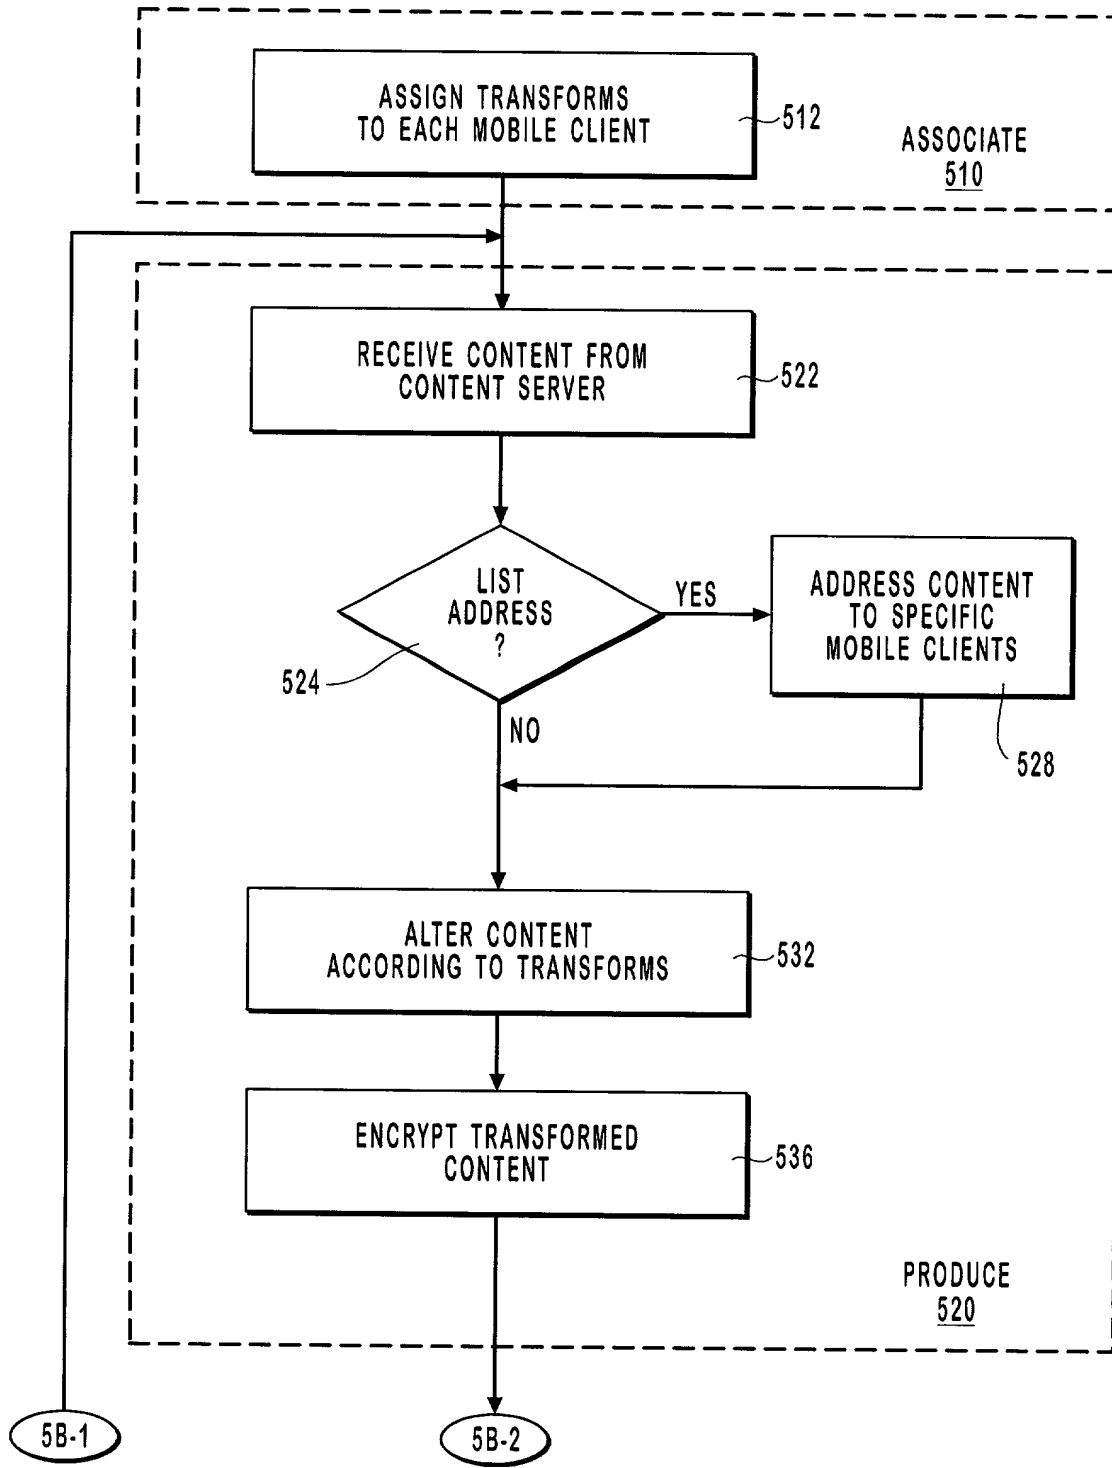 ASSIGN TRANSFORMS
TO EACH MOBILE CLIENT
512
ASSOCIATE
510
RECEIVE CONTENT FROM
CONTENT SERVER
522
LIST
ADDRESS
?
524
YES
ADDRESS CONTENT
TO SPECIFIC
MOBILE CLIENTS
528
NO
ALTER CONTENT
ACCORDING TO TRANSFORMS
532
ENCRYPT TRANSFORMED
CONTENT
536
PRODUCE
520
5B-1
5B-2